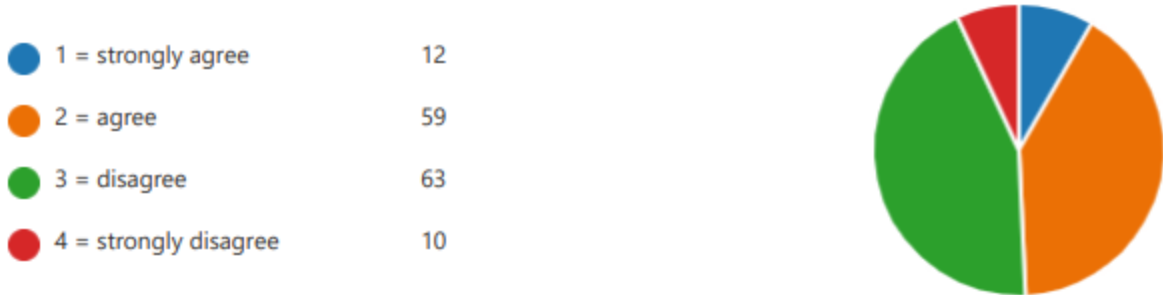 1 = strongly agree 12
2 = agree 59
3 = disagree 63
4 = strongly disagree 10